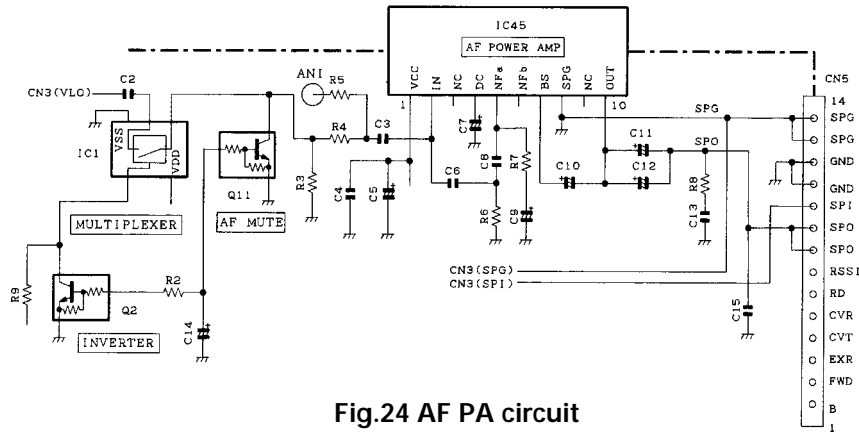 IC45
AF POWER AMP
VCC
IN
NC
DC
NFa
NFb
BS
SPG
NC
OUT
1
10
CN5
14
SPG
SPG
GND
GND
SPI
SPO
SPO
RSSI
RD
CVR
CVT
EXR
FWD
B
1
CN3(VLO)
C2
VSS
VDD
IC1
MULTIPLEXER
ANI
R5
R4
C3
R3
C4
C5
Q11
AF MUTE
C6
C7
C8
R7
R6
C9
C10
C11
C12
SPG
SPO
R8
C13
C15
CN3(SPG)
CN3(SPI)
R9
Q2
INVERTER
R2
C14
Fig.24 AF PA circuit